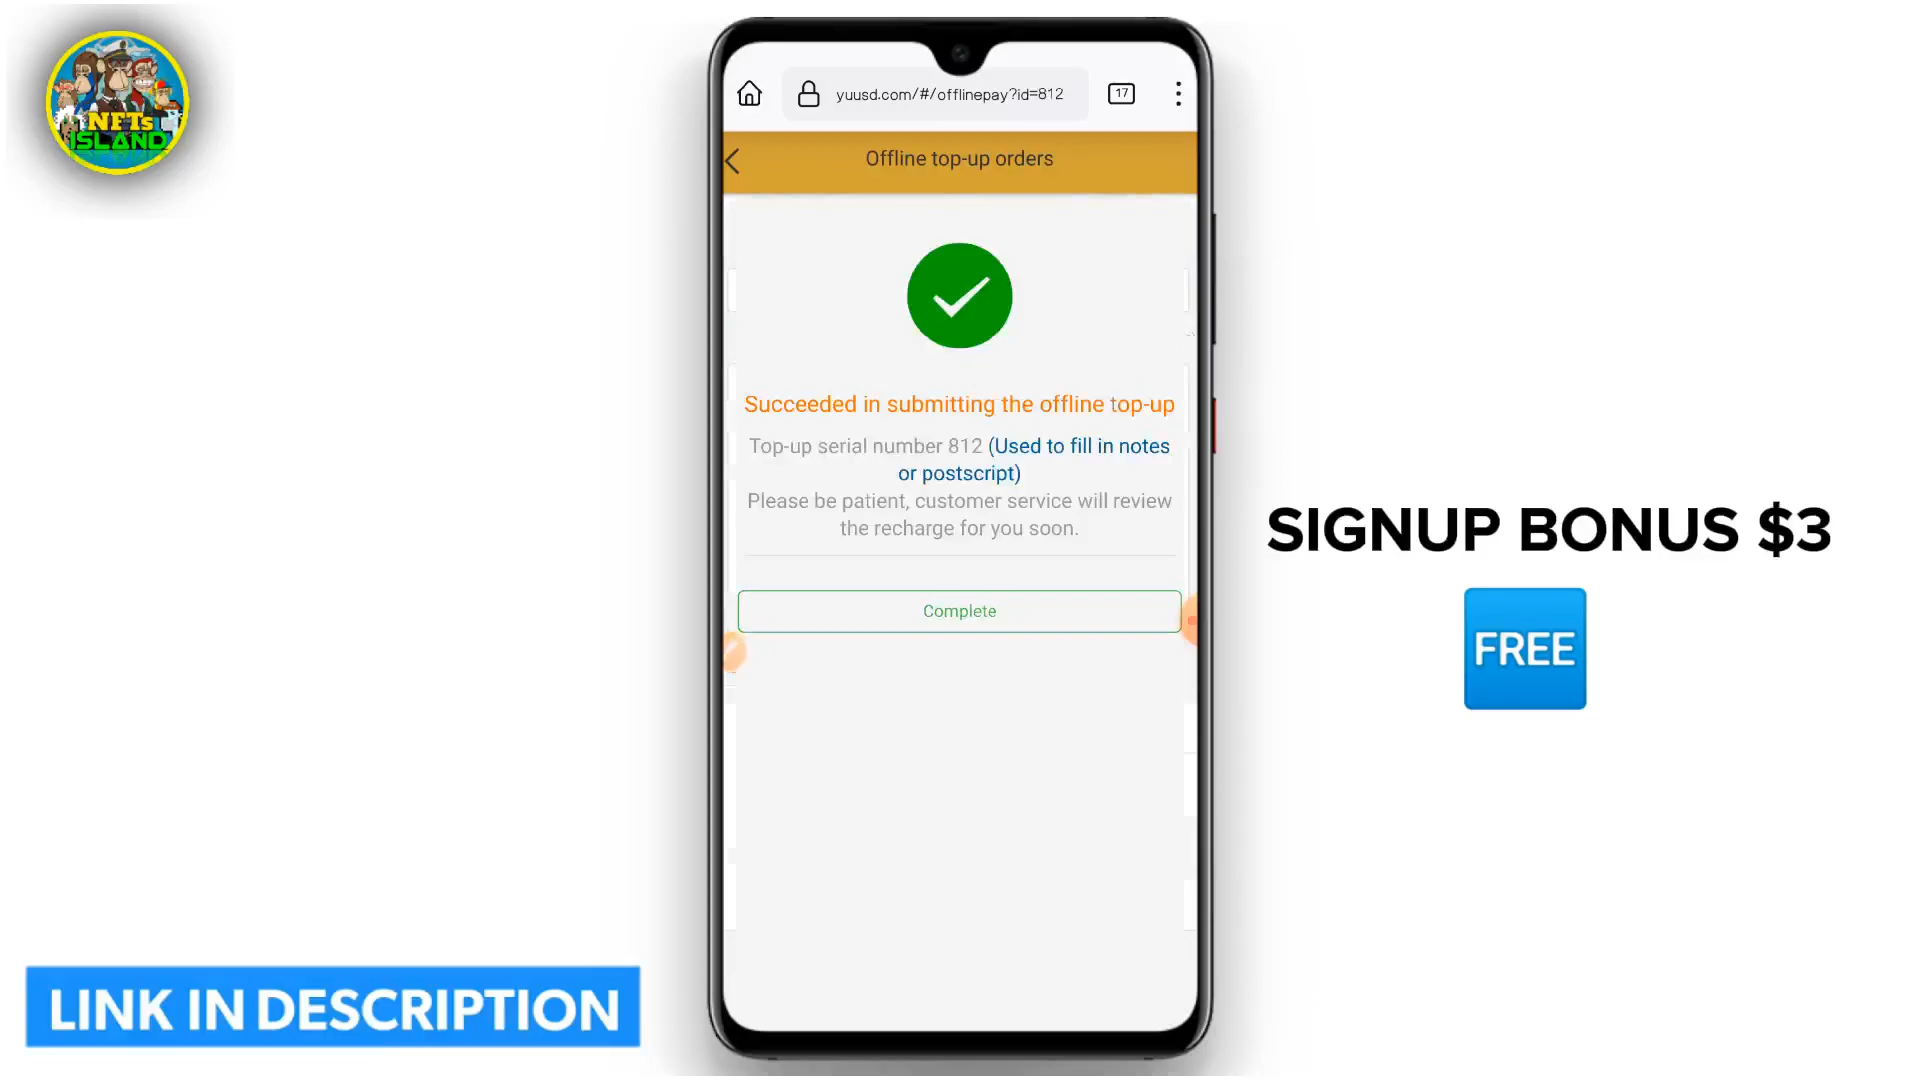 NFTs
ISLAND
yuusd.com/#/offlinepay?id=812
17
Offline top-up orders
Succeeded in submitting the offline top-up
Top-up serial number 812 (Used to fill in notes
or postscript)
Please be patient, customer service will review
the recharge for you soon.
Complete
SIGNUP BONUS $3
FREE
LINK IN DESCRIPTION